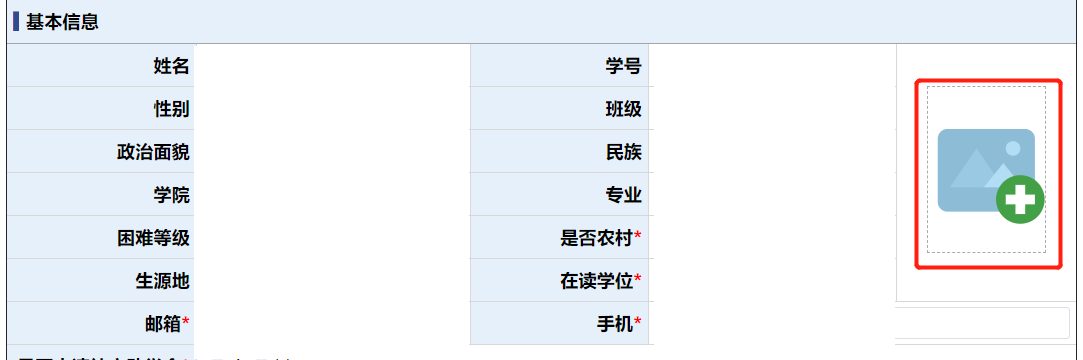 基本信息
姓名 学号
性别 班级
政治面貌 民族
学院 专业
困难等级 是否农村*
生源地 在读学位*
邮箱* 手机*